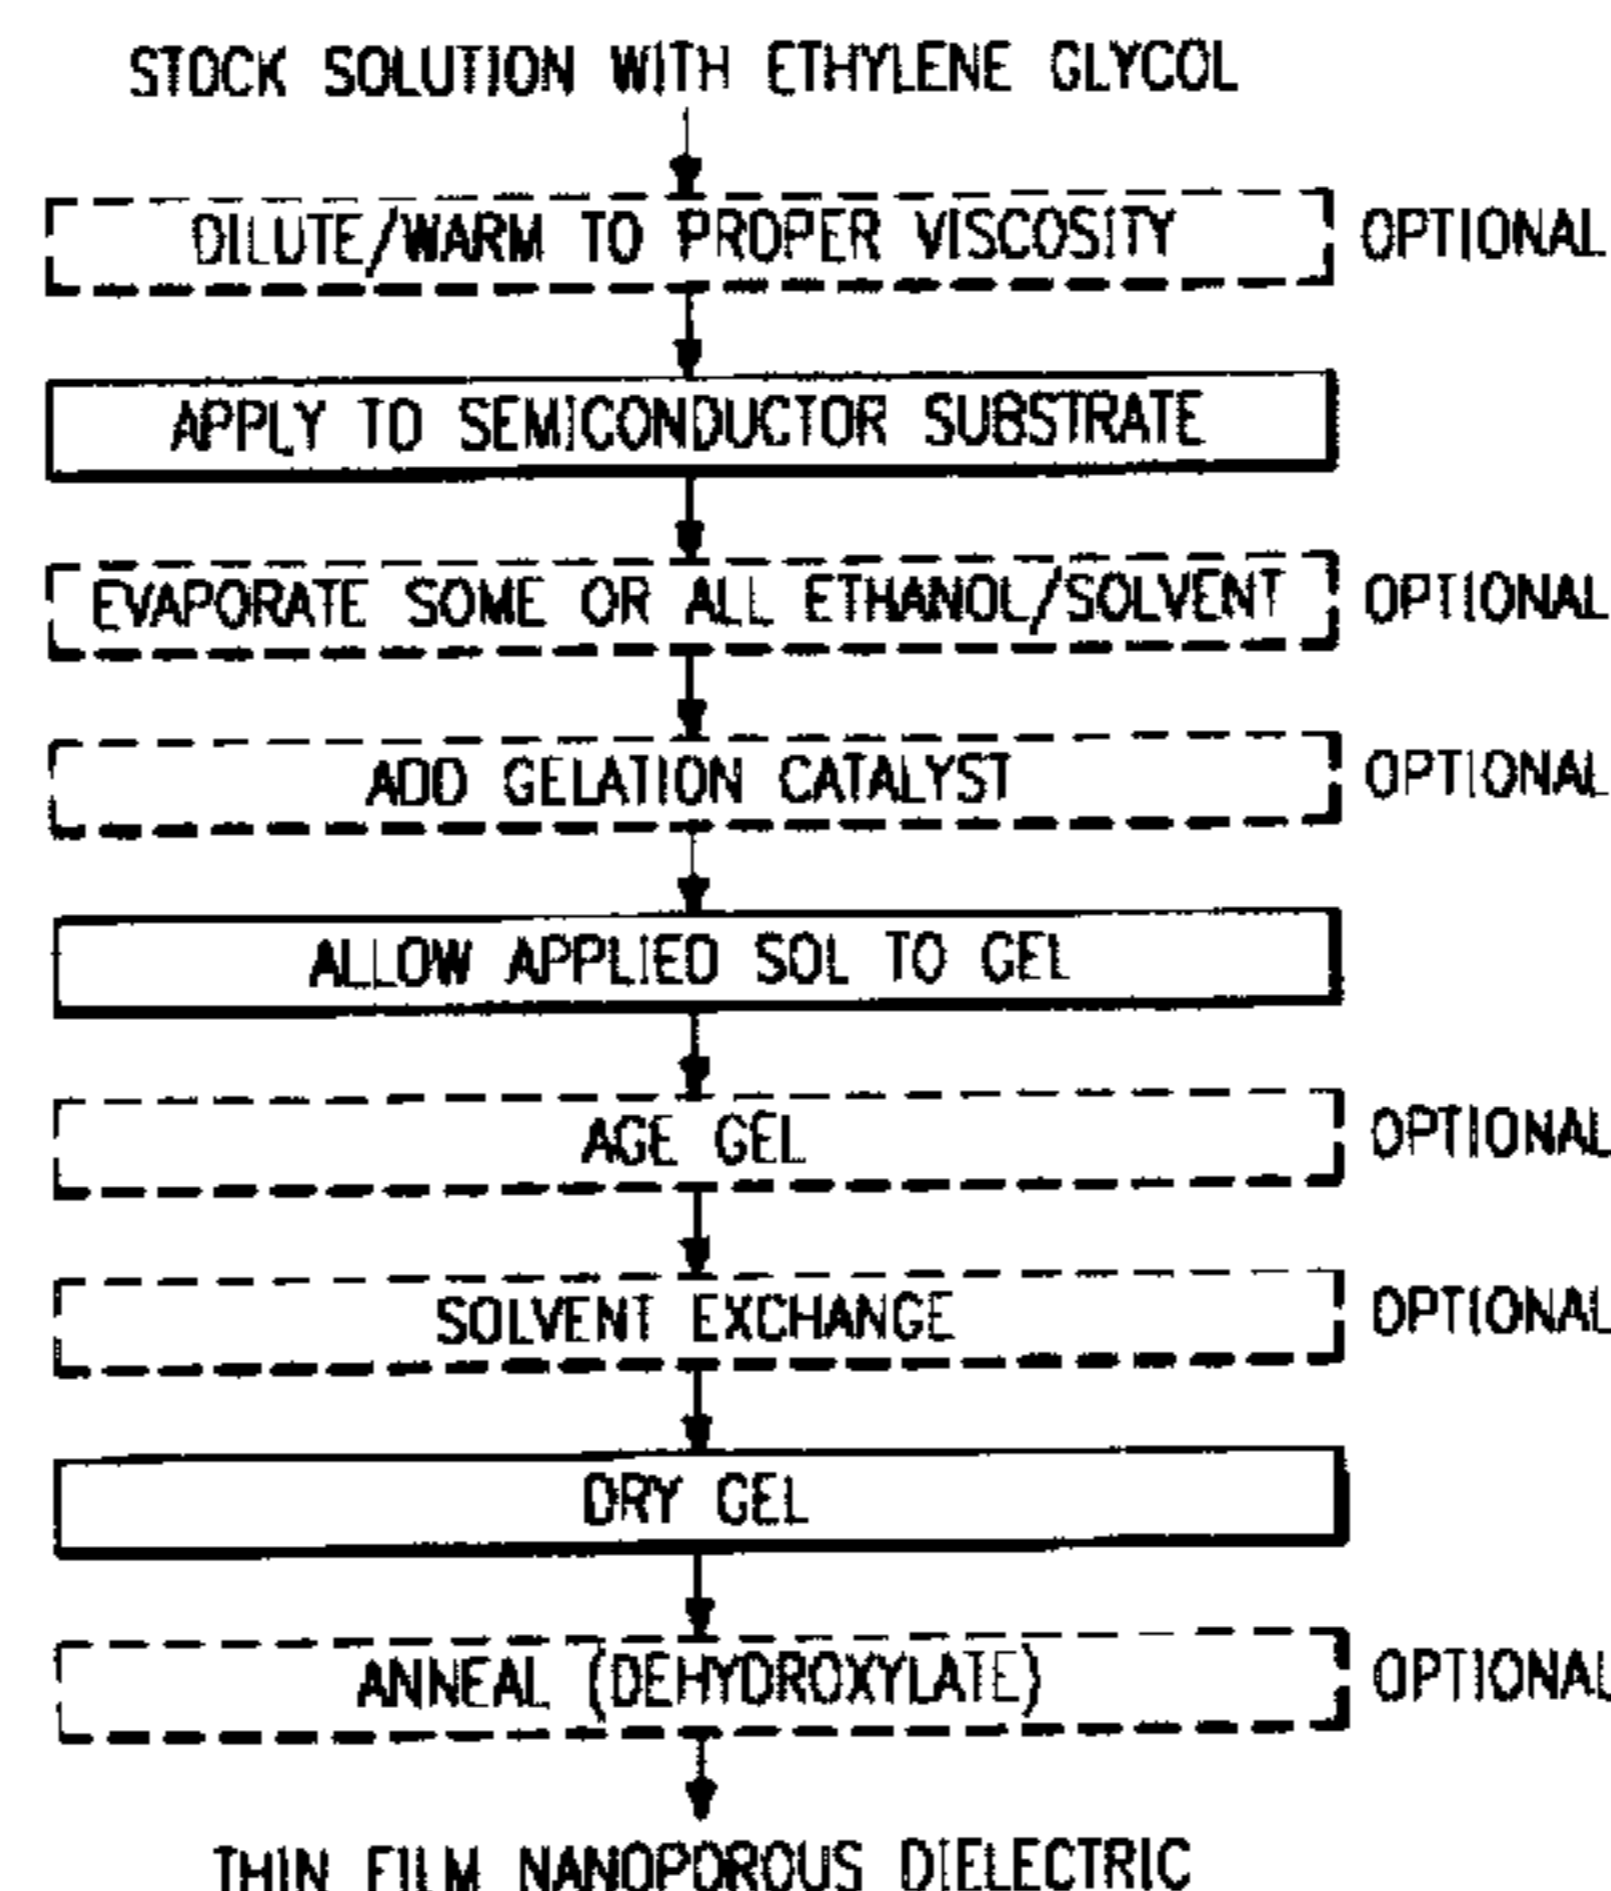 STOCK SOLUTION WITH ETHYLENE GLYCOL
DILUTE/WARM TO PROPER VISCOSITY OPTIONAL
APPLY TO SEMICONDUCTOR SUBSTRATE
EVAPORATE SOME OR ALL ETHANOL/SOLVENT OPTIONAL
ADD GELATION CATALYST OPTIONAL
ALLOW APPLIED SOL TO GEL
AGE GEL OPTIONAL
SOLVENT EXCHANGE OPTIONAL
DRY GEL
ANNEAL (DEHYDROXYLATE) OPTIONAL
THIN FILM NANOPOROUS DIELECTRIC